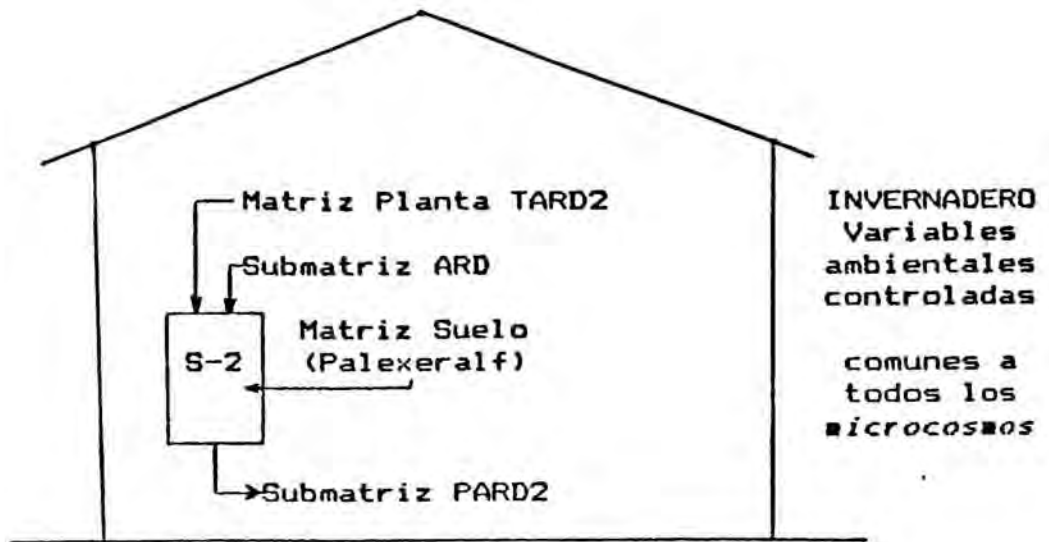 Matriz Planta TARD2
Submatriz ARD
Matriz Suelo
(Palexeralf)
S-2
Submatriz PARD2
INVERNADERO
Variables
ambientales
controladas
comunes a
todos los
microcosmos